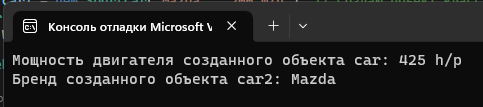 Консоль отладки Microsoft V
Мощность двигателя созданного объекта car: 425 h/p
Бренд созданного объекта car2: Mazda